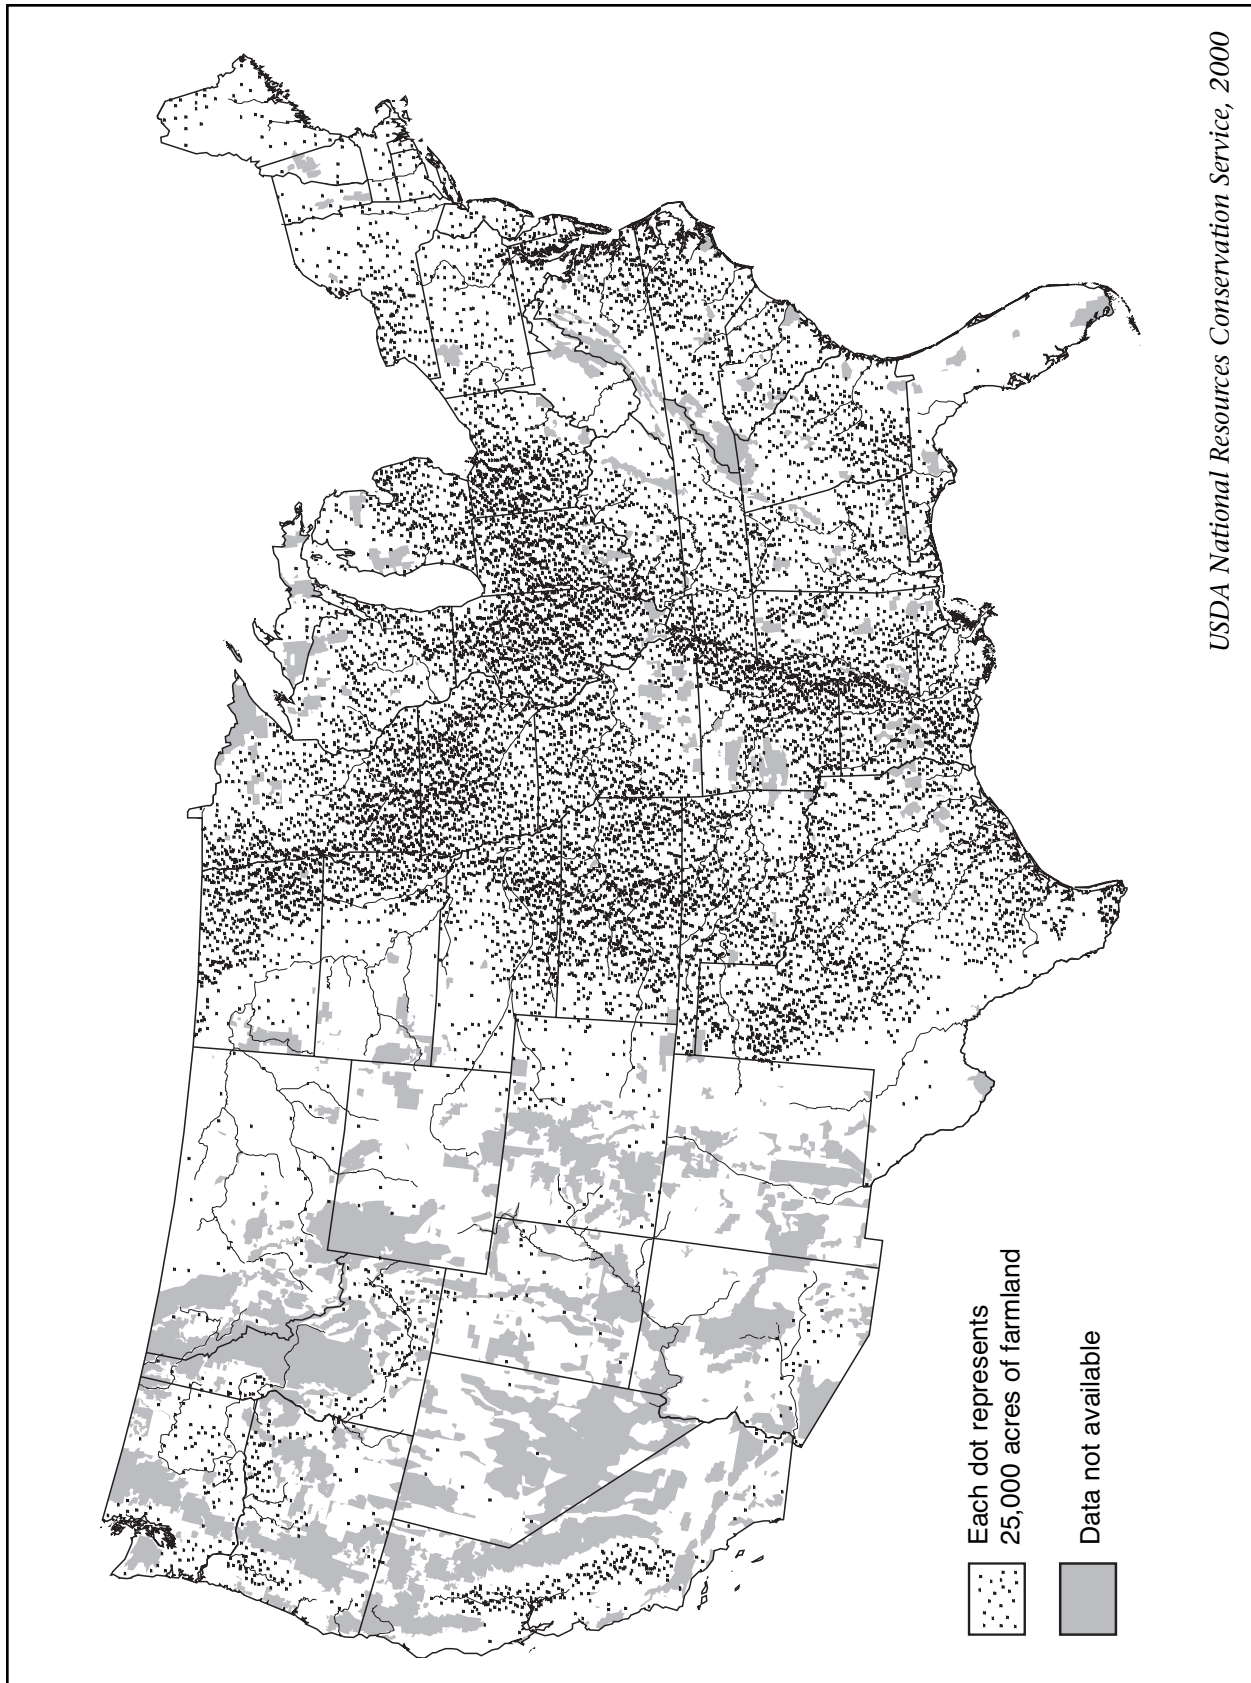 Each dot represents
25,000 acres of farmland
Data not available
USDA National Resources Conservation Service, 2000